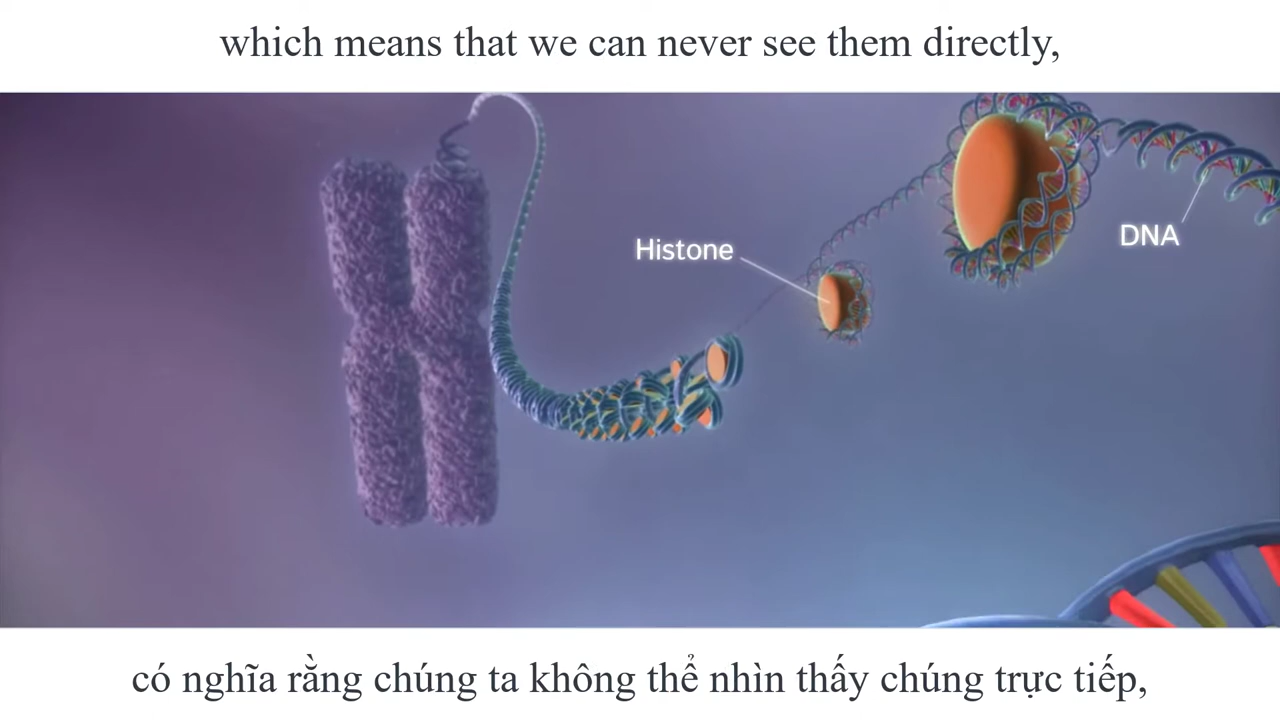 which means that we can never see them directly,
Histone
DNA
có nghĩa rằng chúng ta không thể nhìn thấy chúng trực tiếp,